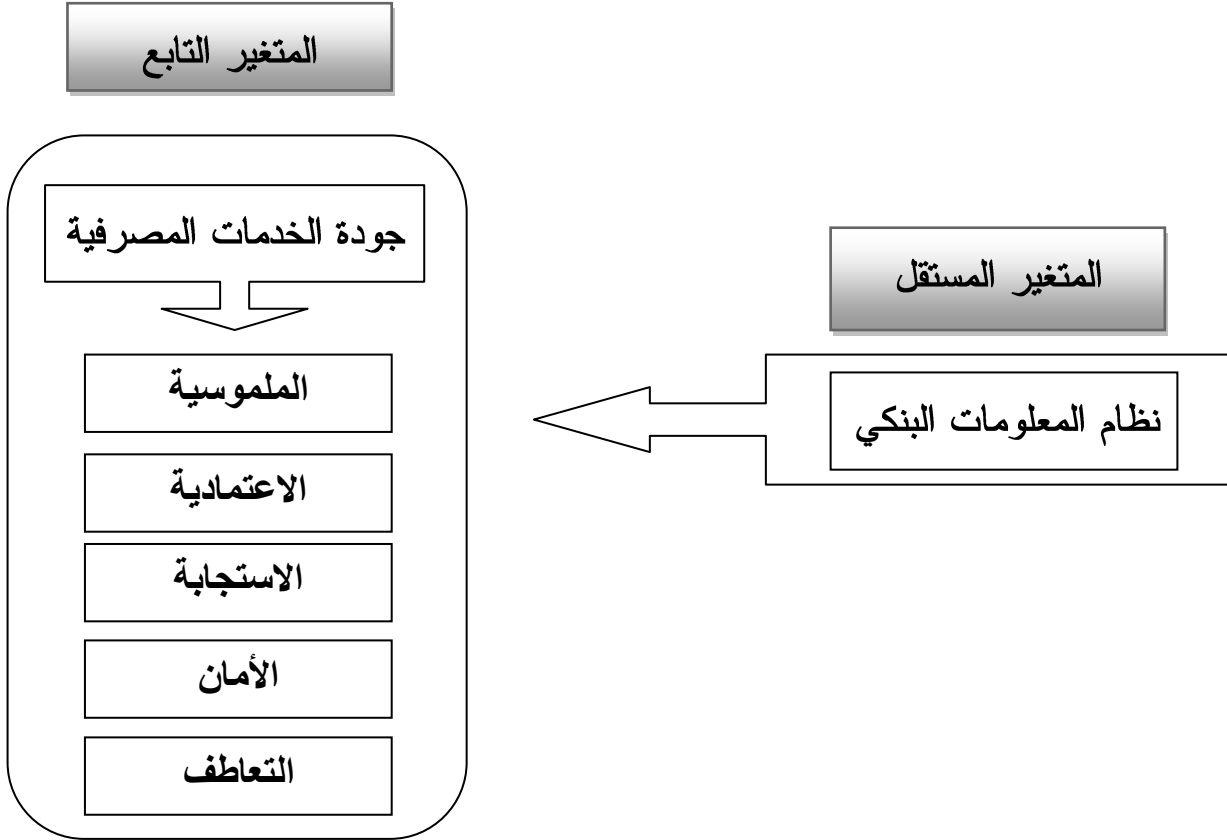 المتغير التابع
جودة الخدمات المصرفية
المتغير المستقل
الملموسية
نظام المعلومات البنكي
الاعتمادية
الاستجابة
الأمان
التعاطف